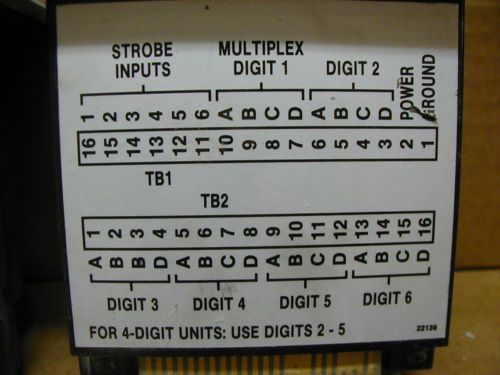 STROBE INPUTS
MULTIPLEX
DIGIT 1
DIGIT 2
POWER
GROUND
1 2 3 4 5 6 A B C D A B C D
16 15 14 13 12 11 10 9 8 7 6 5 4 3 2 1
TB1
TB2
1 2 3 4 5 6 7 8 9 10 11 12 13 14 15 16
A B B D A B C D A B C D A B C D
DIGIT 3 DIGIT 4 DIGIT 5 DIGIT 6
FOR 4-DIGIT UNITS: USE DIGITS 2 - 5
22139